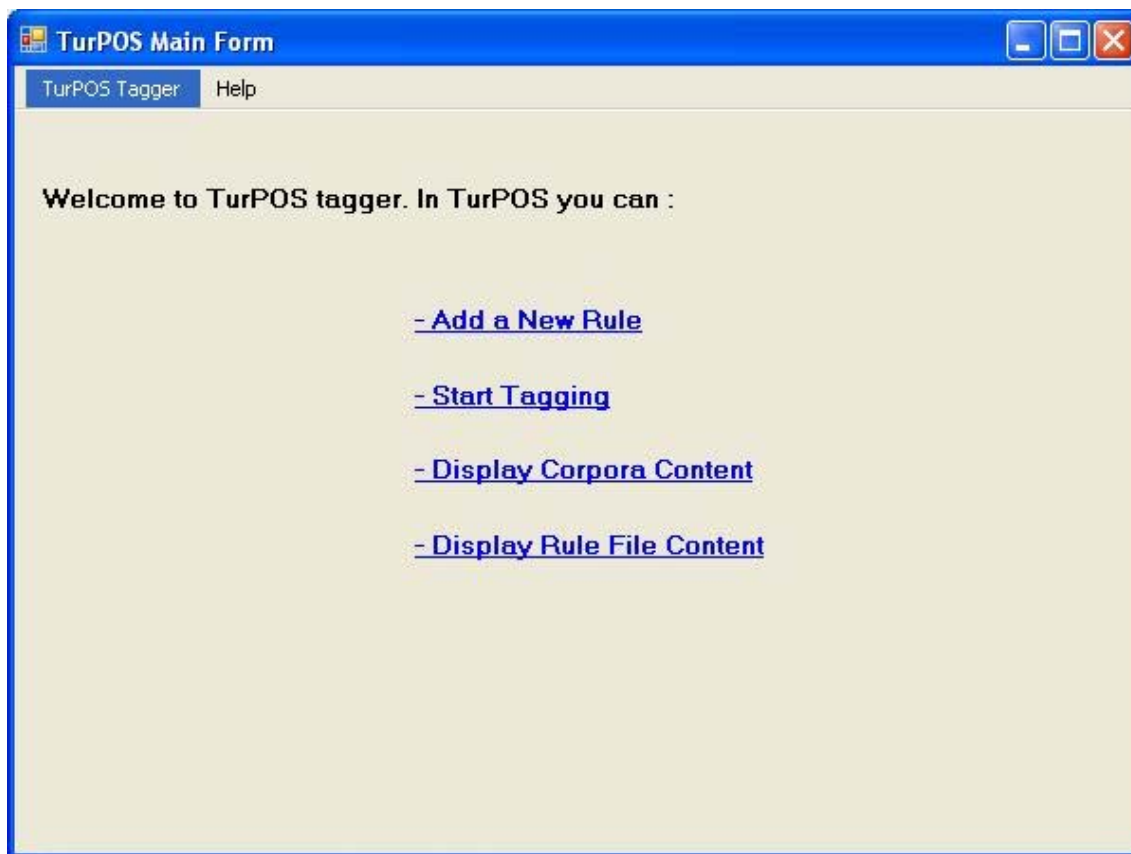 TurPOS Main Form
TurPOS Tagger Help
Welcome to TurPOS tagger. In TurPOS you can :
- Add a New Rule
- Start Tagging
- Display Corpora Content
- Display Rule File Content